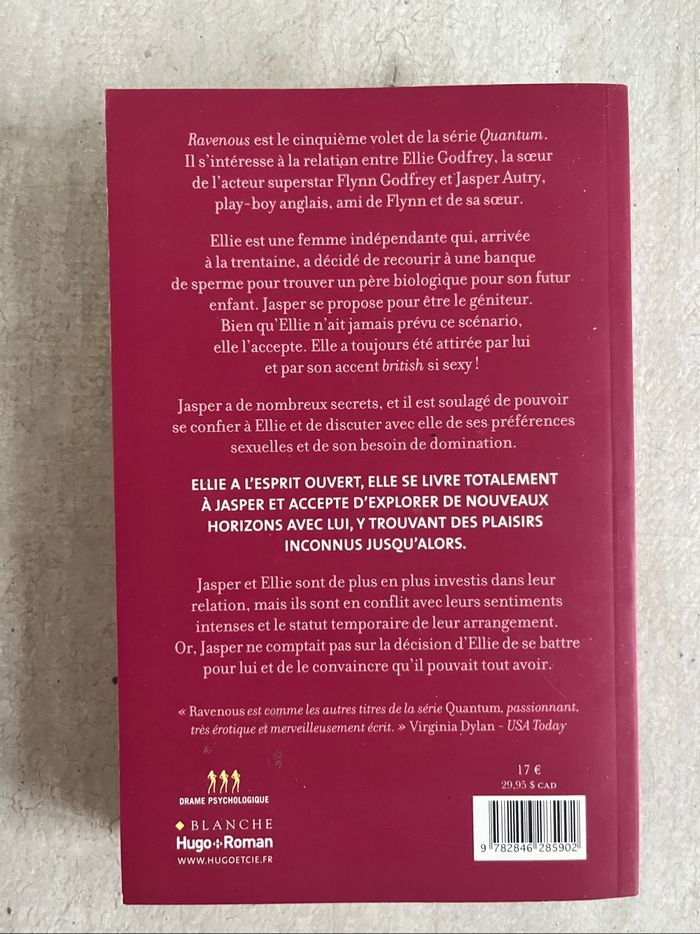 Ravenous est le cinquième volet de la série Quantum.
Il s'intéresse à la relation entre Ellie Godfrey, la sœur
de l'acteur superstar Flynn Godfrey et Jasper Autry,
play-boy anglais, ami de Flynn et de sa sœur.
Ellie est une femme indépendante qui, arrivée
à la trentaine, a décidé de recourir à une banque
de sperme pour trouver un père biologique pour son futur
enfant. Jasper se propose pour être le géniteur.
Bien qu'Ellie n'ait jamais prévu ce scénario,
elle l'accepte. Elle a toujours été attirée par lui
et par son accent british si sexy !
Jasper a de nombreux secrets, et il est soulagé de pouvoir
se confier à Ellie et de discuter avec elle de ses préférences
sexuelles et de son besoin de domination.
ELLIE A L'ESPRIT OUVERT, ELLE SE LIVRE TOTALEMENT
À JASPER ET ACCEPTE D'EXPLORER DE NOUVEAUX
HORIZONS AVEC LUI, Y TROUVANT DES PLAISIRS
INCONNUS JUSQU'ALORS.
Jasper et Ellie sont de plus en plus investis dans leur
relation, mais ils sont en conflit avec leurs sentiments
intenses et le statut temporaire de leur arrangement.
Or, Jasper ne comptait pas sur la décision d'Ellie de se battre
pour lui et de le convaincre qu'il pouvait tout avoir.
« Ravenous est comme les autres titres de la série Quantum, passionnant,
très érotique et merveilleusement écrit. » Virginia Dylan - USA Today
DRAME PSYCHOLOGIQUE
BLANCHE
Hugo Roman
WWW.HUGOETCIE.FR
17 €
29,95 $ CAD
9 782846 285902